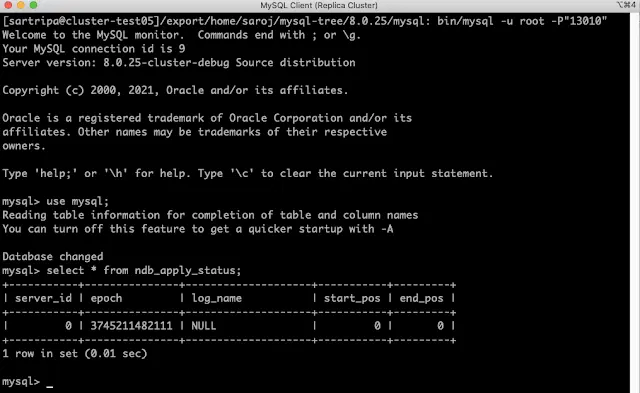 MySQL Client (Replica Cluster)
⌥⌘4
[sartripa@cluster-test05]/export/home/saroj/mysql-tree/8.0.25/mysql: bin/mysql -u root -P"13010"
Welcome to the MySQL monitor.  Commands end with ; or \g.
Your MySQL connection id is 9
Server version: 8.0.25-cluster-debug Source distribution

Copyright (c) 2000, 2021, Oracle and/or its affiliates.

Oracle is a registered trademark of Oracle Corporation and/or its
affiliates. Other names may be trademarks of their respective
owners.

Type 'help;' or '\h' for help. Type '\c' to clear the current input statement.

mysql> use mysql;
Reading table information for completion of table and column names
You can turn off this feature to get a quicker startup with -A

Database changed
mysql> select * from ndb_apply_status;
+-----------+---------------+----------+-----------+---------+
| server_id | epoch         | log_name | start_pos | end_pos |
+-----------+---------------+----------+-----------+---------+
|         0 | 3745211482111 | NULL     |         0 |       0 |
+-----------+---------------+----------+-----------+---------+
1 row in set (0.01 sec)

mysql> _